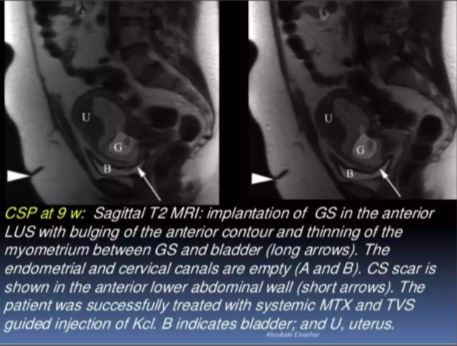 U
G
B
U
G
B
CSP at 9 w: Sagittal T2 MRI: implantation of GS in the anterior
LUS with bulging of the anterior contour and thinning of the
myometrium between GS and bladder (long arrows). The
endometrial and cervical canals are empty (A and B). CS scar is
shown in the anterior lower abdominal wall (short arrows). The
patient was successfully treated with systemic MTX and TVS
guided injection of Kcl. B indicates bladder; and U, uterus.